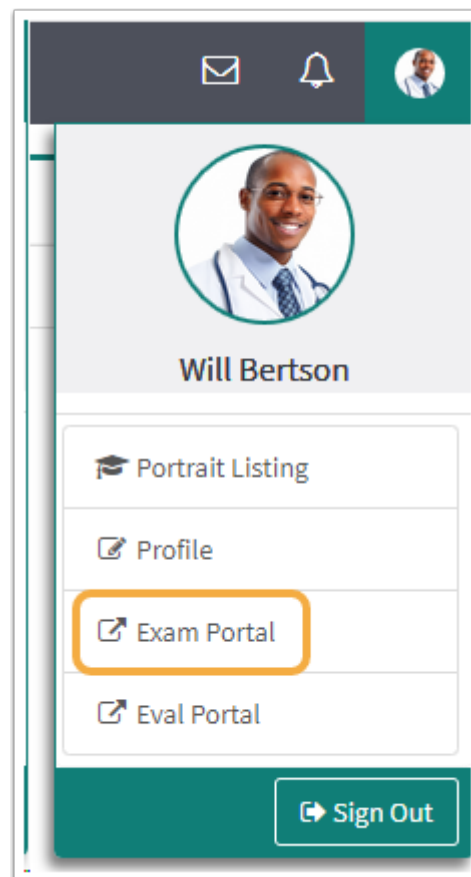 Will Bertson
Portrait Listing
Profile
Exam Portal
Eval Portal
Sign Out